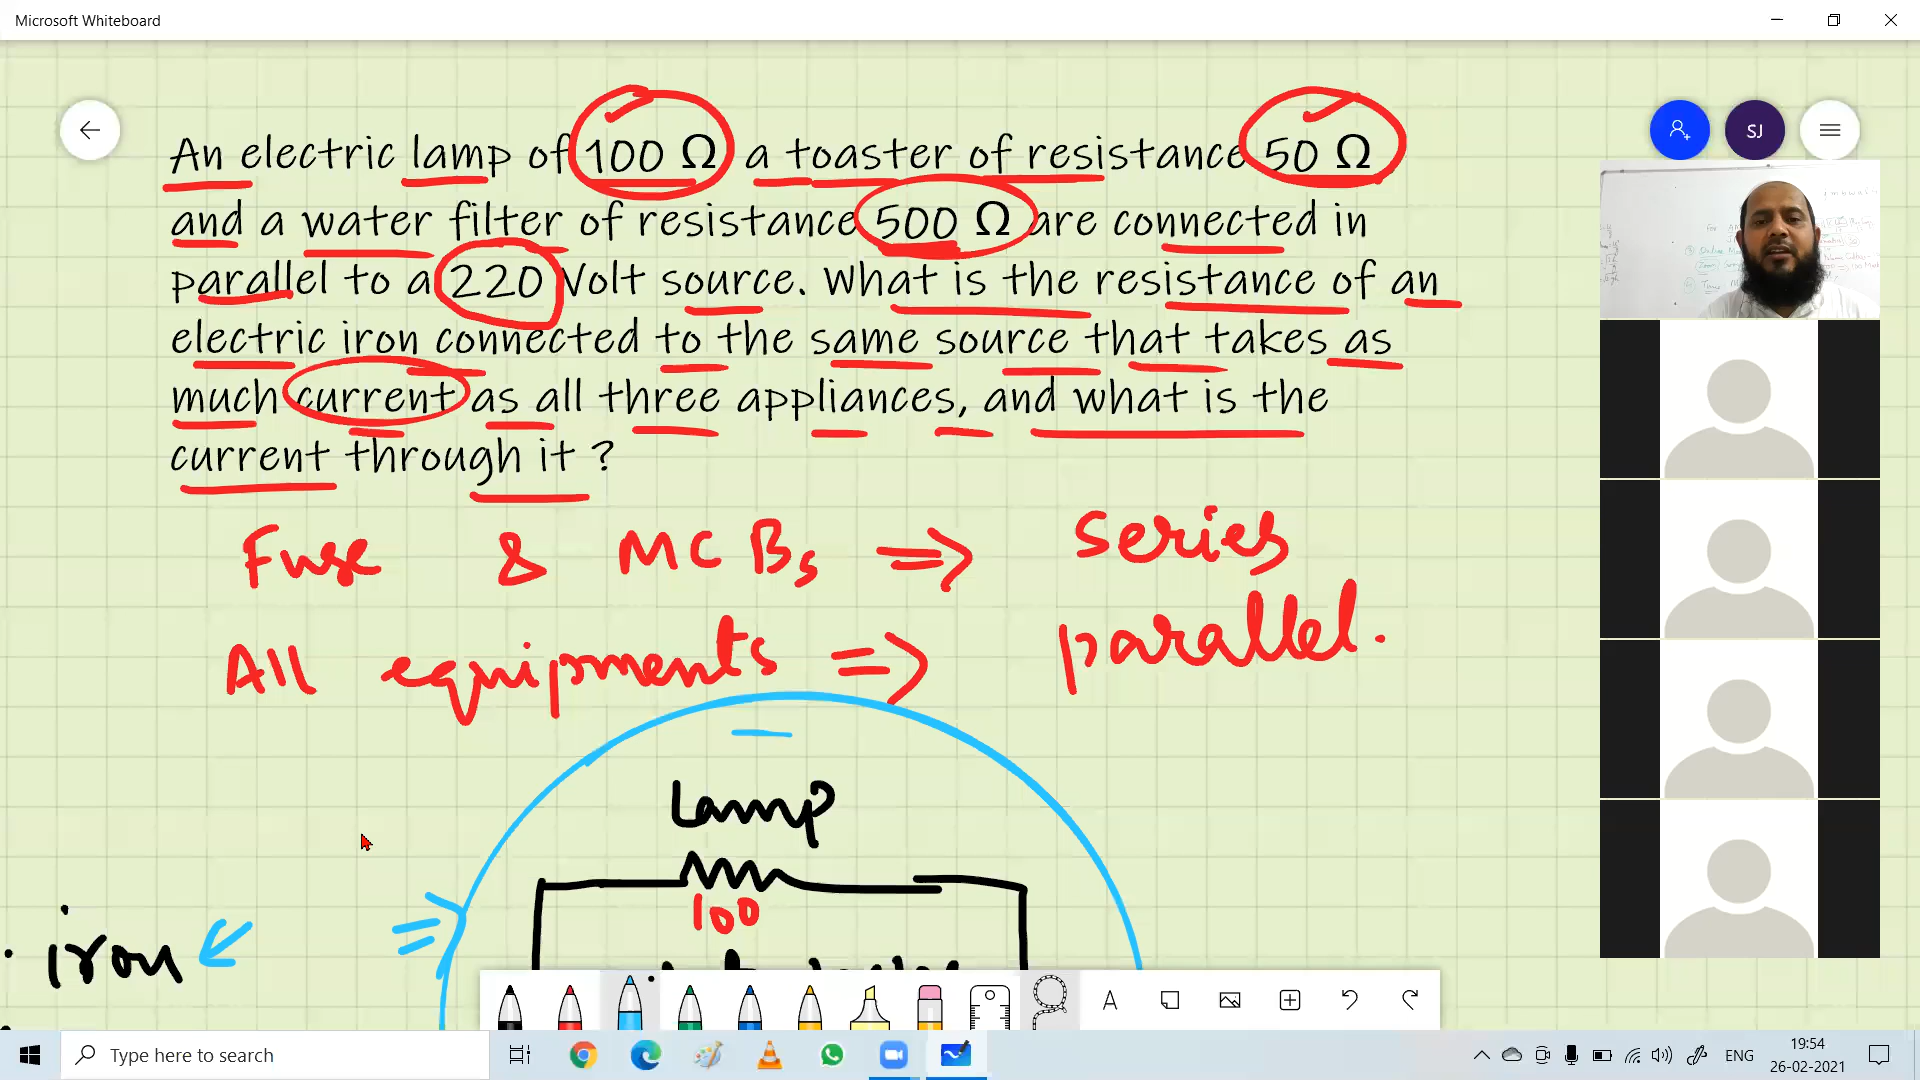 Microsoft Whiteboard
SJ
An electric lamp of 100 Ω a toaster of resistance 50 Ω
and a water filter of resistance 500 Ω are connected in
parallel to a 220 Volt source. What is the resistance of an
electric iron connected to the same source that takes as
much current as all three appliances, and what is the
current through it ?
Fuse & MCBs => series
All equipments => parallel.
Lamp
100
=>
iron
Type here to search
ENG
19:54
26-02-2021